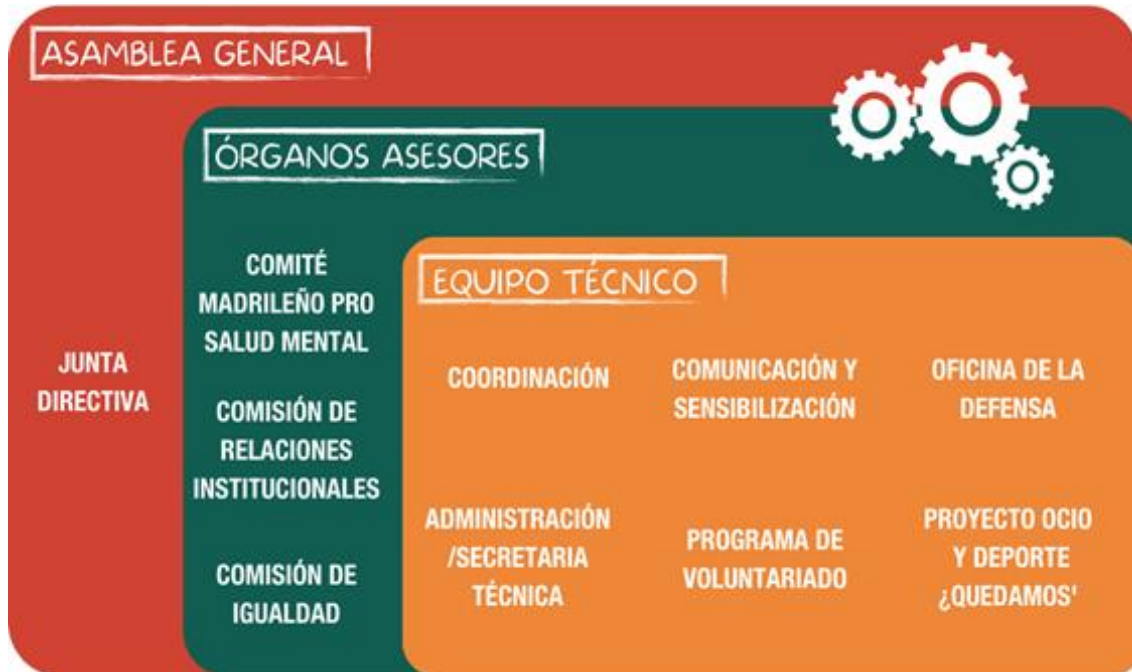 ASAMBLEA GENERAL
ÓRGANOS ASESORES
EQUIPO TÉCNICO
JUNTA
DIRECTIVA
COMITÉ
MADRILEÑO PRO
SALUD MENTAL
COMISIÓN DE
RELACIONES
INSTITUCIONALES
COMISIÓN DE
IGUALDAD
COORDINACIÓN
COMUNICACIÓN Y
SENSIBILIZACIÓN
OFICINA DE LA
DEFENSA
ADMINISTRACIÓN
/SECRETARIA
TÉCNICA
PROGRAMA DE
VOLUNTARIADO
PROYECTO OCIO
Y DEPORTE
¿QUEDAMOS'